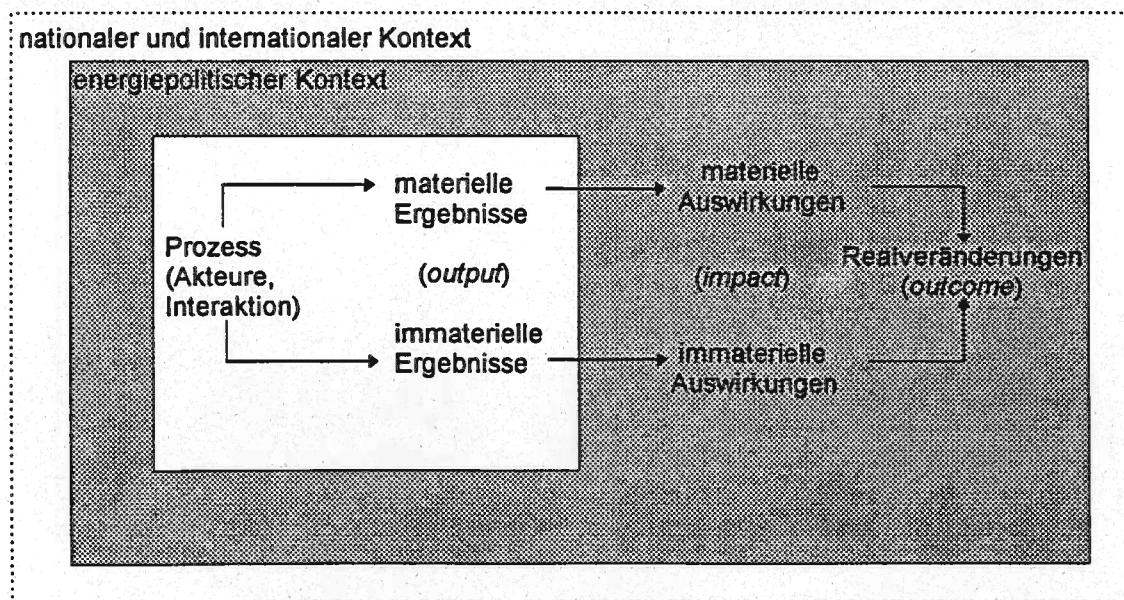 nationaler und internationaler Kontext
energiepolitischer Kontext
Prozess
(Akteure,
Interaktion)
materielle
Ergebnisse
(output)
immaterielle
Ergebnisse
materielle
Auswirkungen
(impact)
immaterielle
Auswirkungen
Realveränderungen
(outcome)